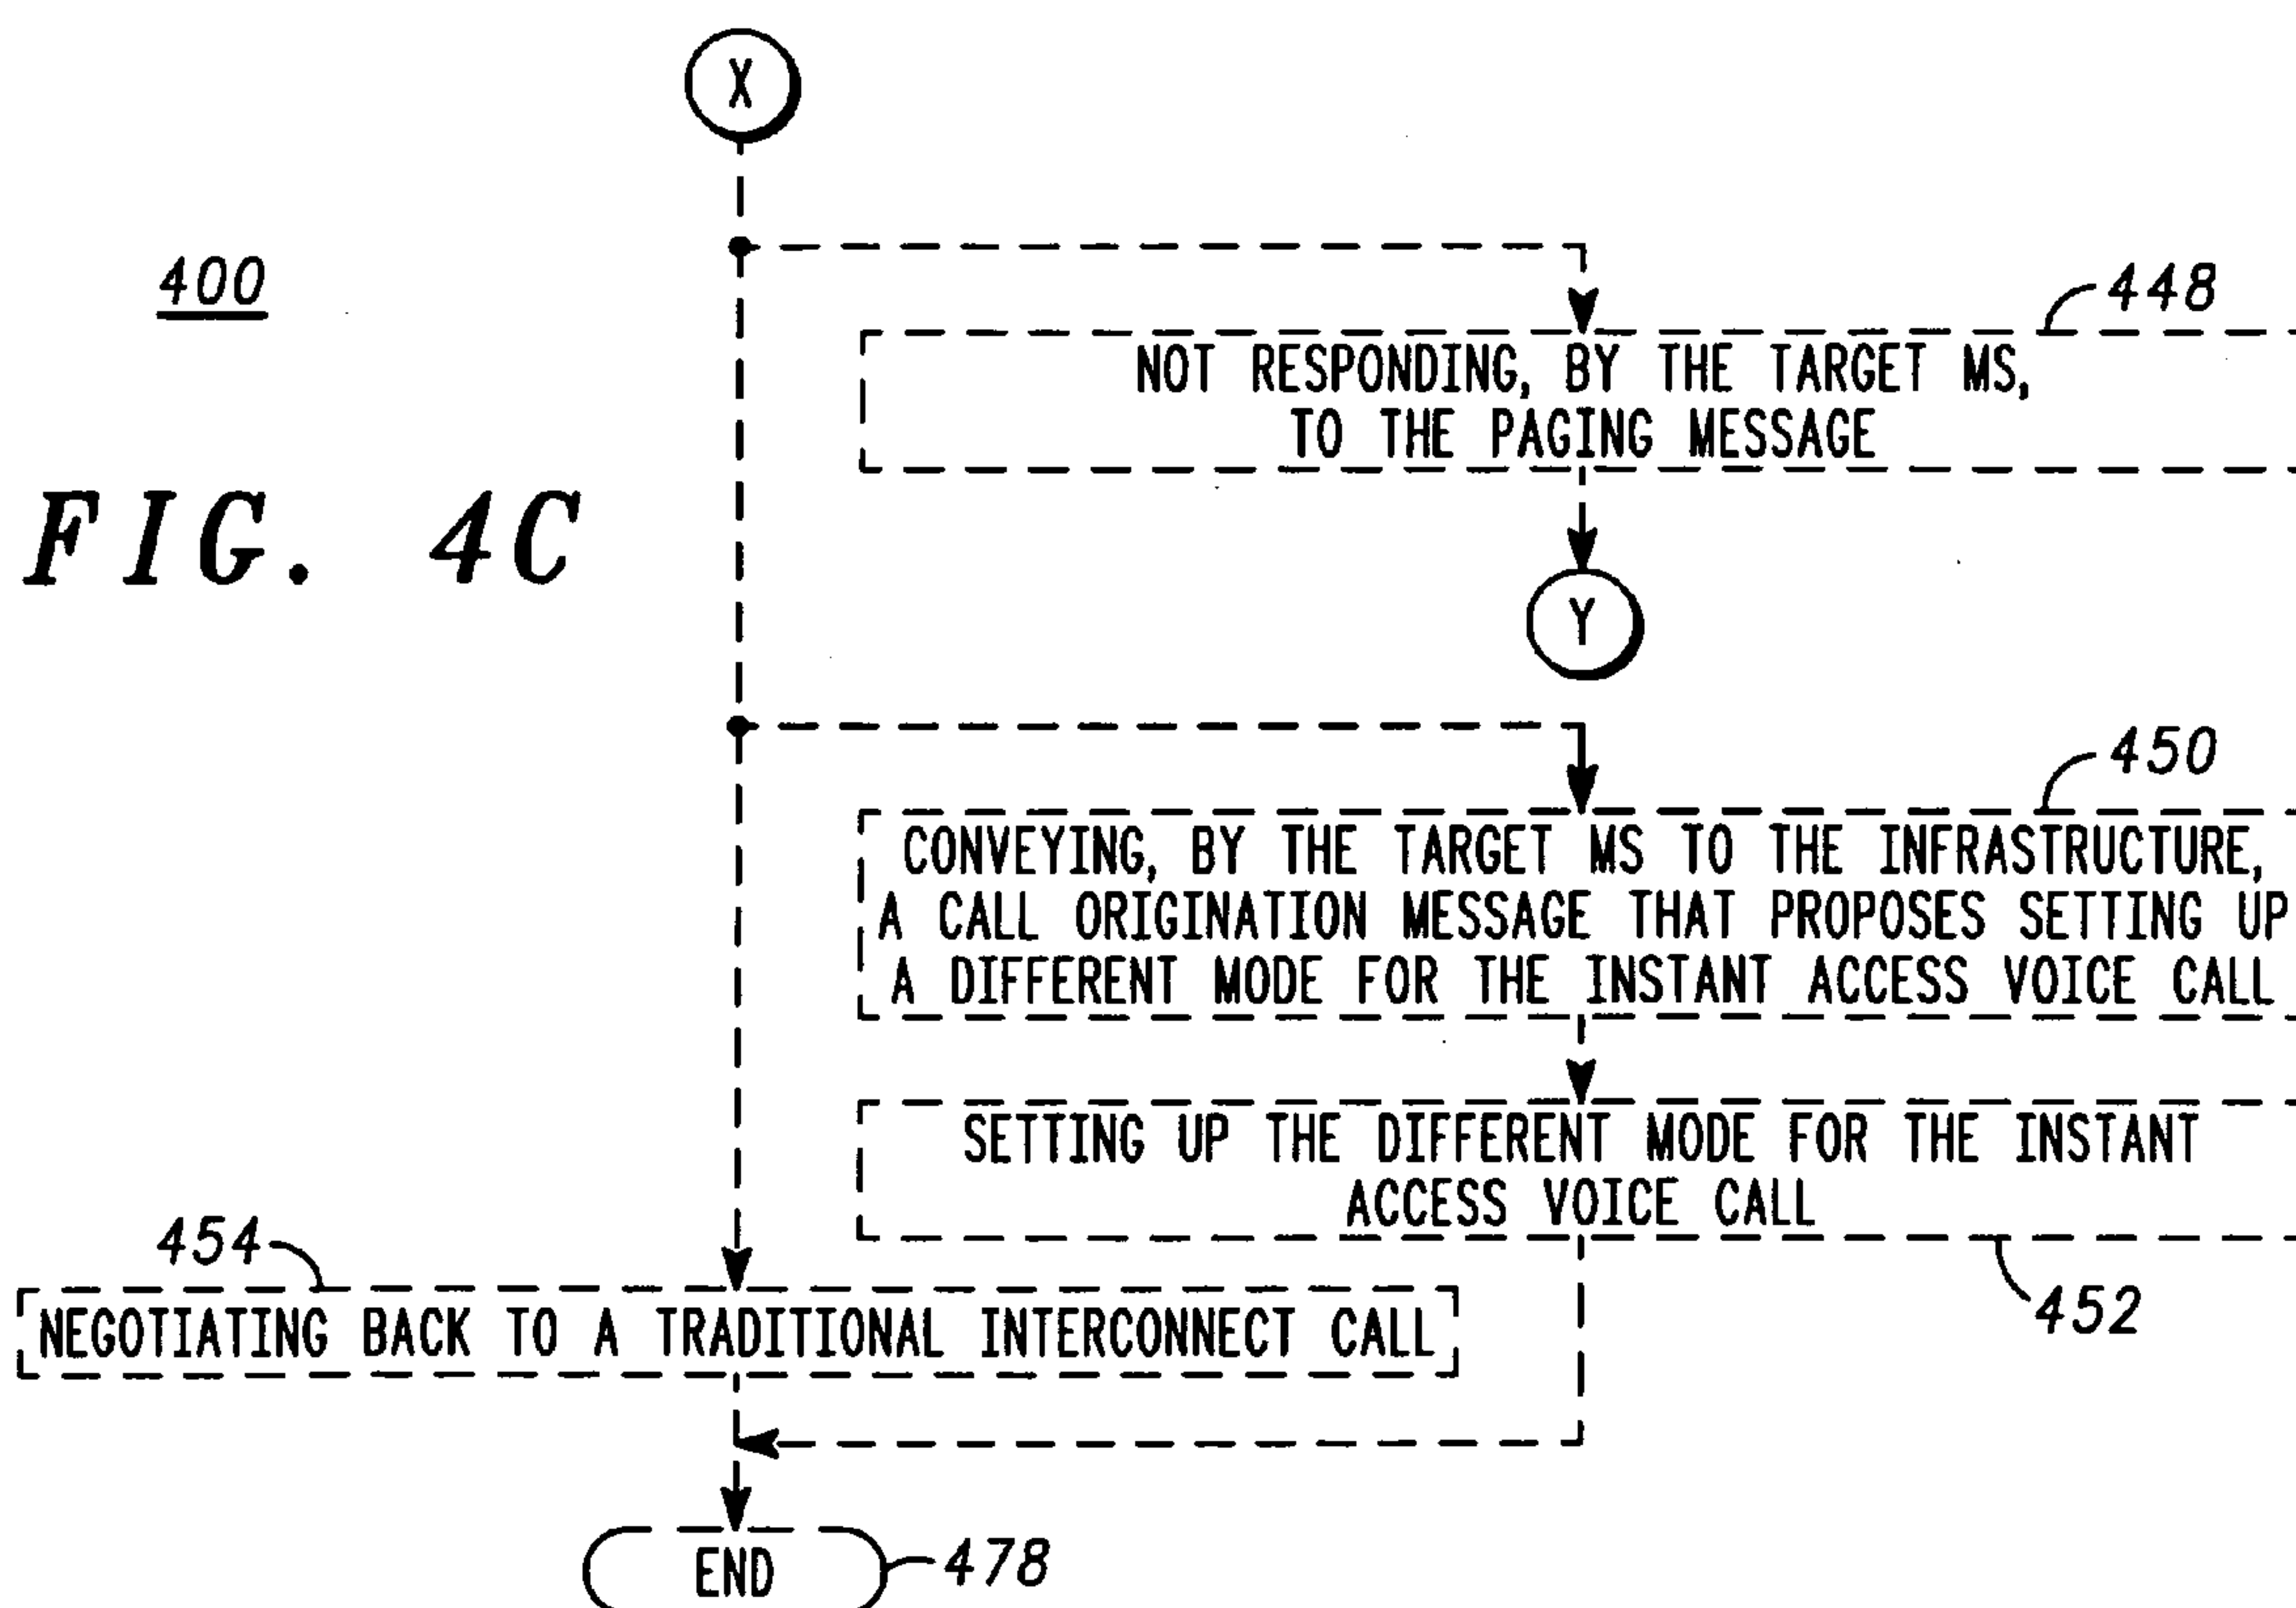 X
400
448
NOT RESPONDING, BY THE TARGET MS,
TO THE PAGING MESSAGE
FIG. 4C
Y
450
CONVEYING, BY THE TARGET MS TO THE INFRASTRUCTURE,
A CALL ORIGINATION MESSAGE THAT PROPOSES SETTING UP
A DIFFERENT MODE FOR THE INSTANT ACCESS VOICE CALL
SETTING UP THE DIFFERENT MODE FOR THE INSTANT
ACCESS VOICE CALL
454
452
NEGOTIATING BACK TO A TRADITIONAL INTERCONNECT CALL
END
478